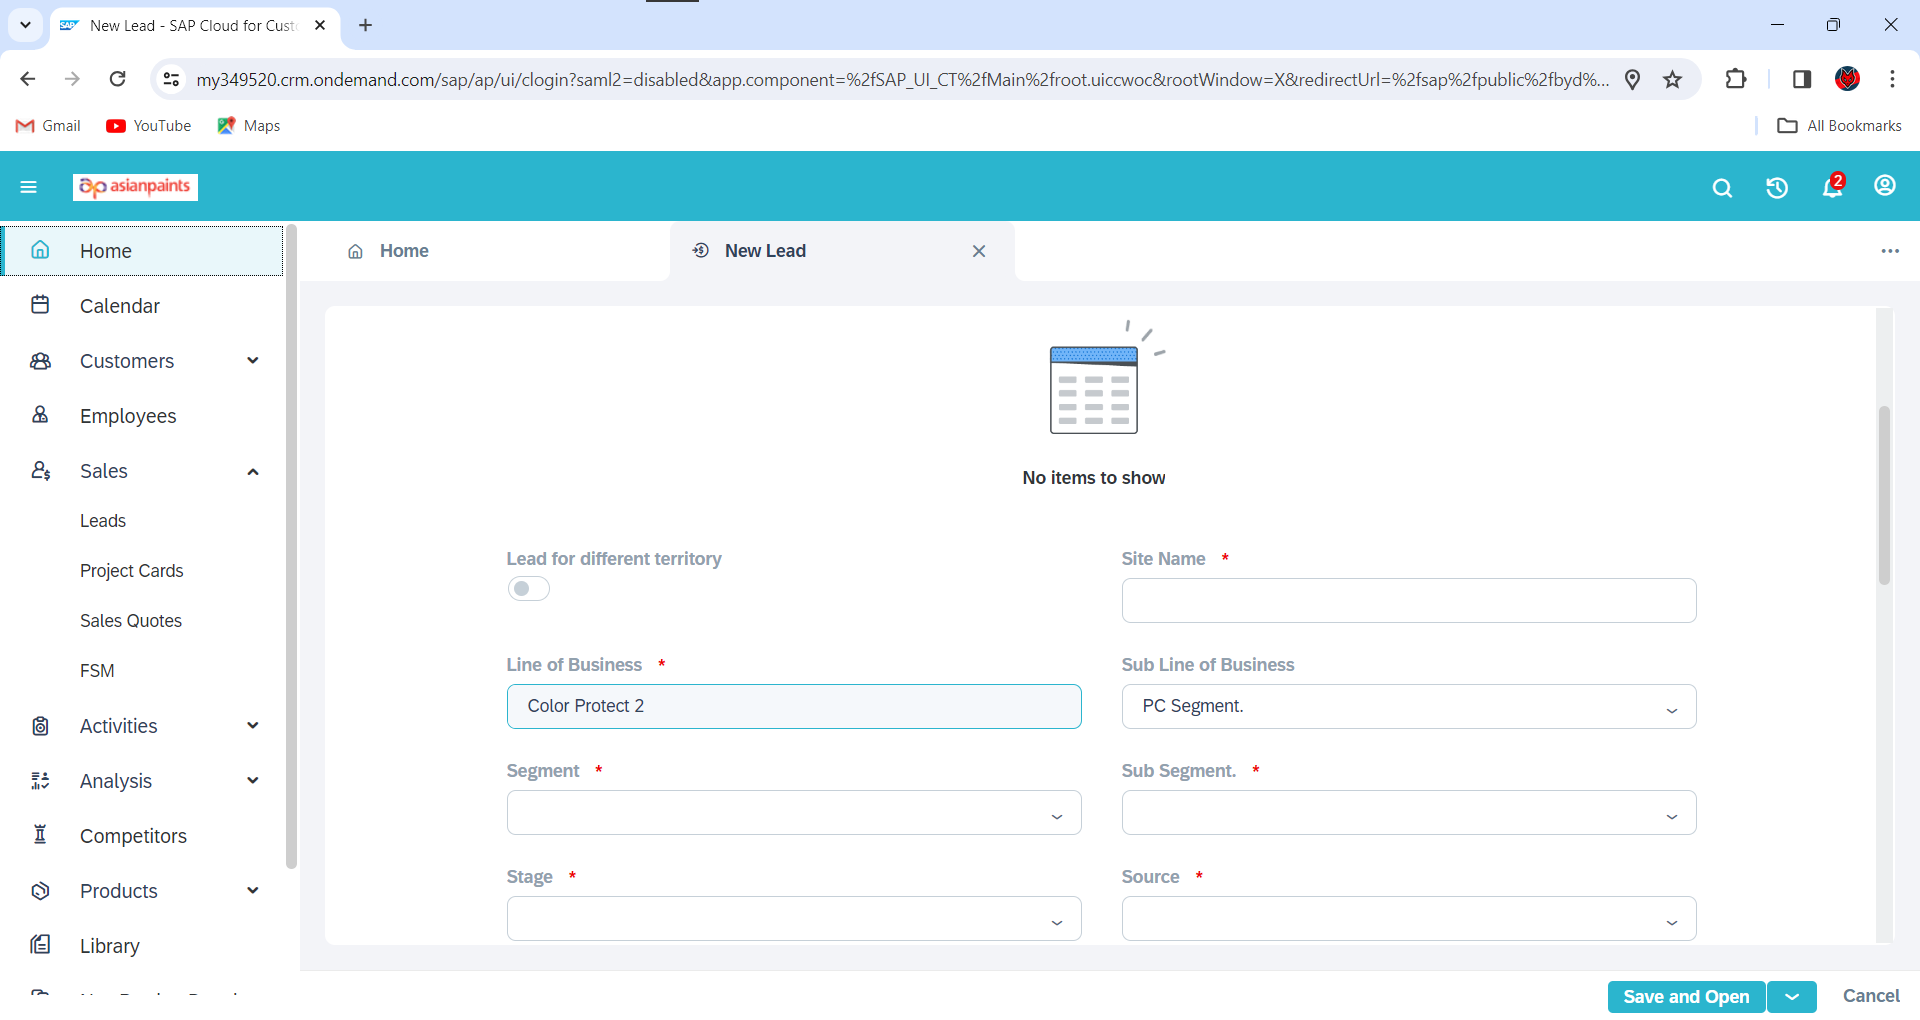 New Lead - SAP Cloud for Cust
my349520.crm.ondemand.com/sap/ap/ui/clogin?saml2=disabled&app.component=%2fSAP_UI_CT%2fMain%2froot.uiccwoc&rootWindow=X&redirectUrl=%2fsap%2fpublic%2fbyd%...
Gmail YouTube Maps All Bookmarks
asianpaints 2
Home
Calendar
Customers
Employees
Sales
Leads
Project Cards
Sales Quotes
FSM
Activities
Analysis
Competitors
Products
Library
Home New Lead
No items to show
Lead for different territory
Site Name *
Line of Business *
Color Protect 2
Sub Line of Business
PC Segment.
Segment *
Sub Segment. *
Stage *
Source *
Save and Open Cancel